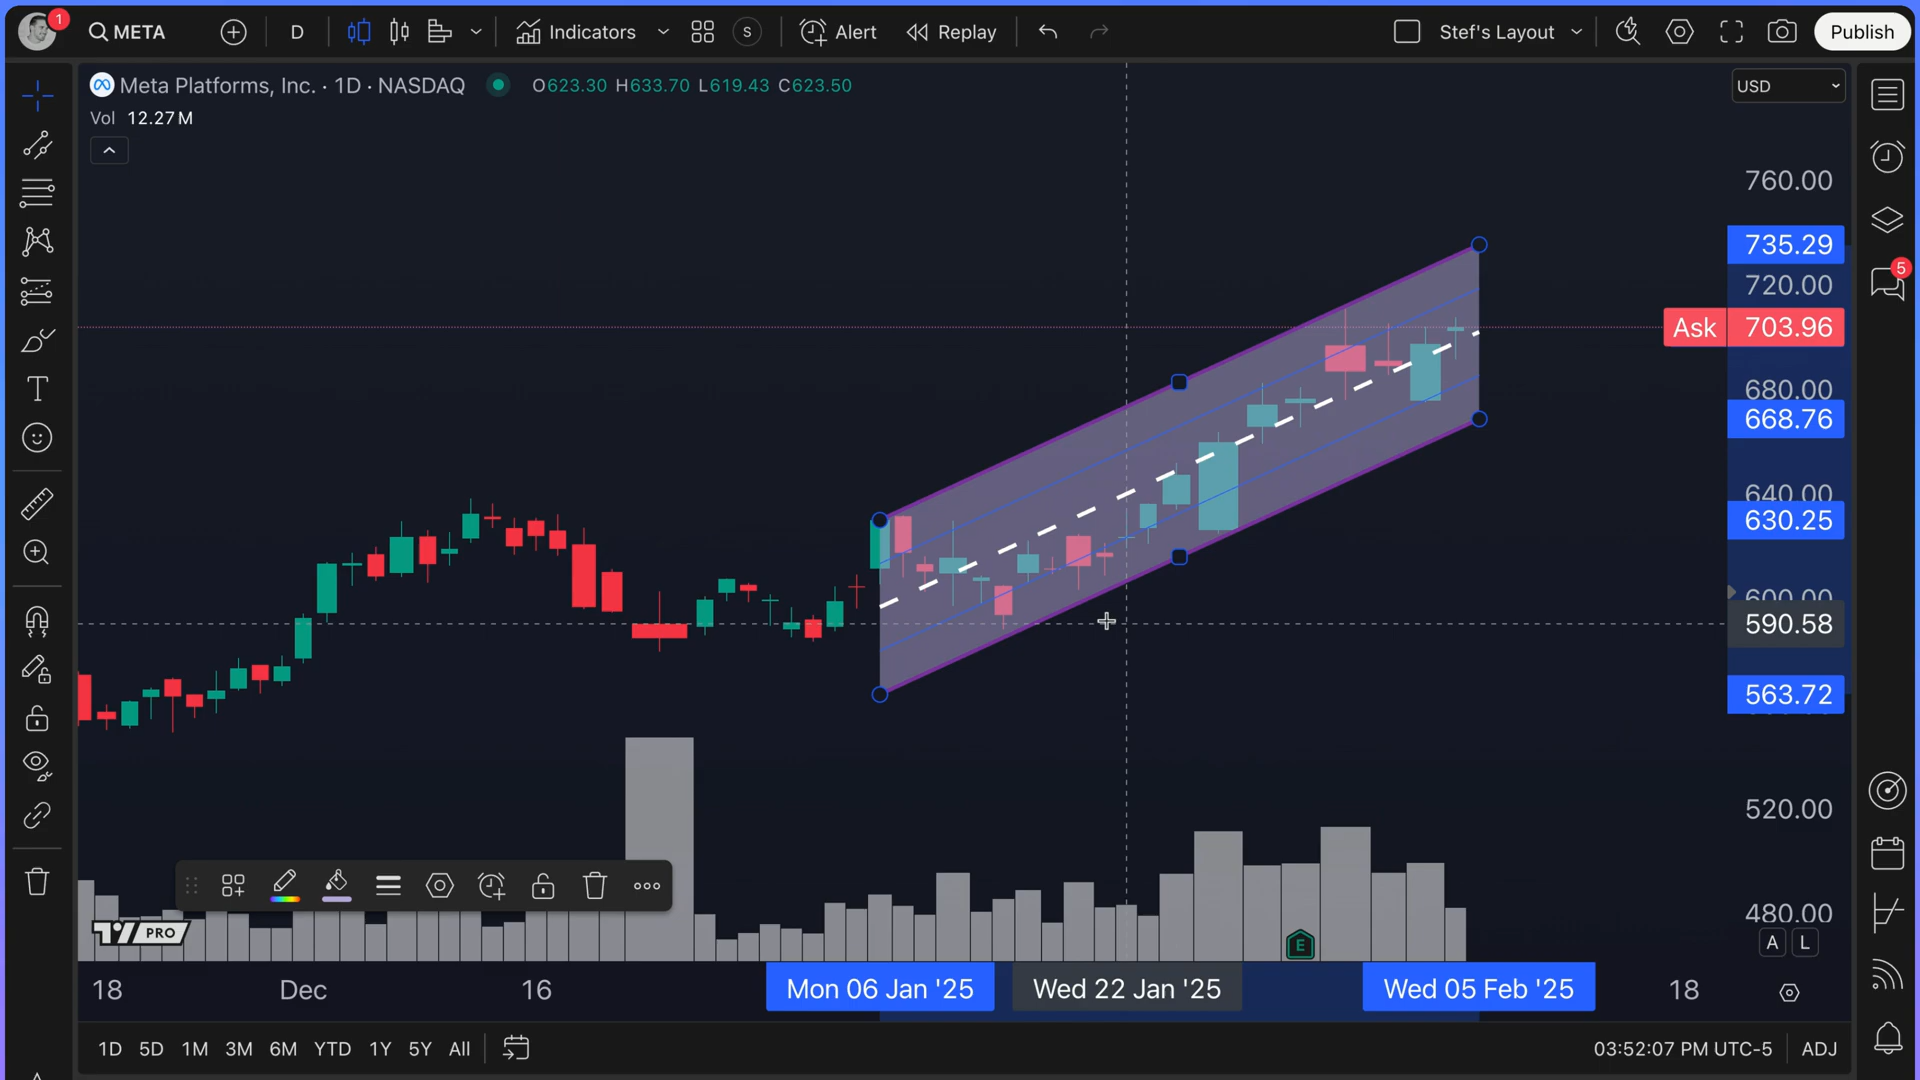 1
META
D
Indicators
S
Alert
Replay
Stef's Layout
Publish
Meta Platforms, Inc. · 1D · NASDAQ
O623.30 H633.70 L619.43 C623.50
USD
Vol 12.27M
760.00
735.29
720.00
5
Ask 703.96
680.00
668.76
640.00
630.25
600.00
590.58
563.72
520.00
480.00
PRO
E
A L
18
Dec
16
Mon 06 Jan '25
Wed 22 Jan '25
Wed 05 Feb '25
18
1D 5D 1M 3M 6M YTD 1Y 5Y All
03:52:07 PM UTC-5
ADJ